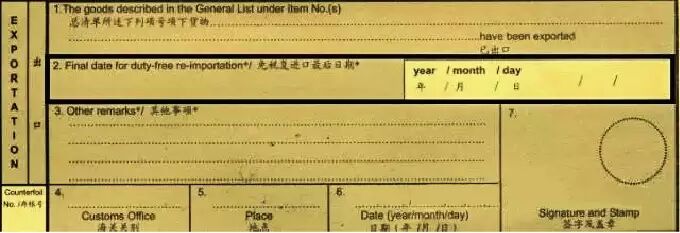 EXPORTATION
出口
1. The goods described in the General List under Item No.(s)
总清单所述下列项号项下货物
have been exported
已出口
2. Final date for duty-free re-importation*/ 免税复进口最后日期*
year / month / day
年 / 月 / 日 / /
3. Other remarks*/ 其他事项*
7.
Counterfoil
No. /存根号
4.
Customs Office
海关关别
5.
Place
地点
6.
Date (year/month/day)
日期(年/月/日)
Signature and Stamp
签字及盖章